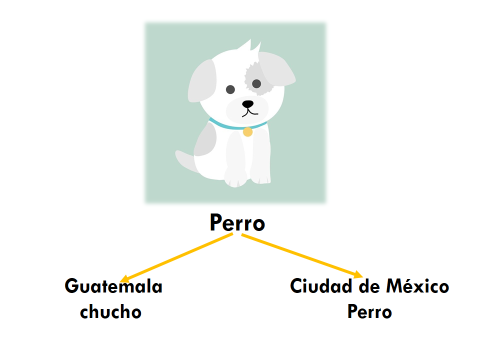 Perro
Guatemala
chucho
Ciudad de México
Perro